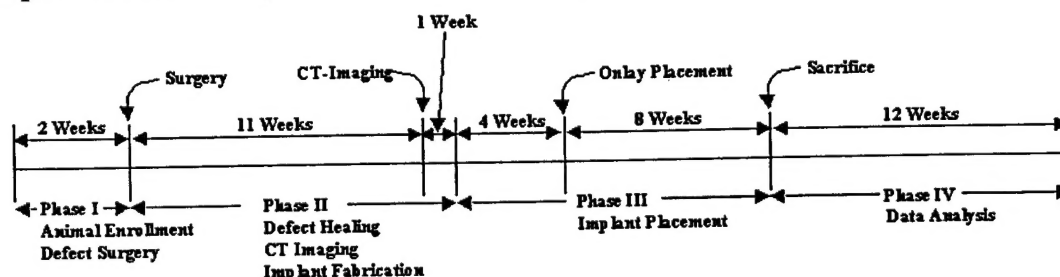 1 Week
Surgery
CT-Imaging
Onlay Placement
Sacrifice
2 Weeks
11 Weeks
4 Weeks
8 Weeks
12 Weeks
Phase I
Animal Enrollment
Defect Surgery
Phase II
Defect Healing
CT Imaging
Implant Fabrication
Phase III
Implant Placement
Phase IV
Data Analysis